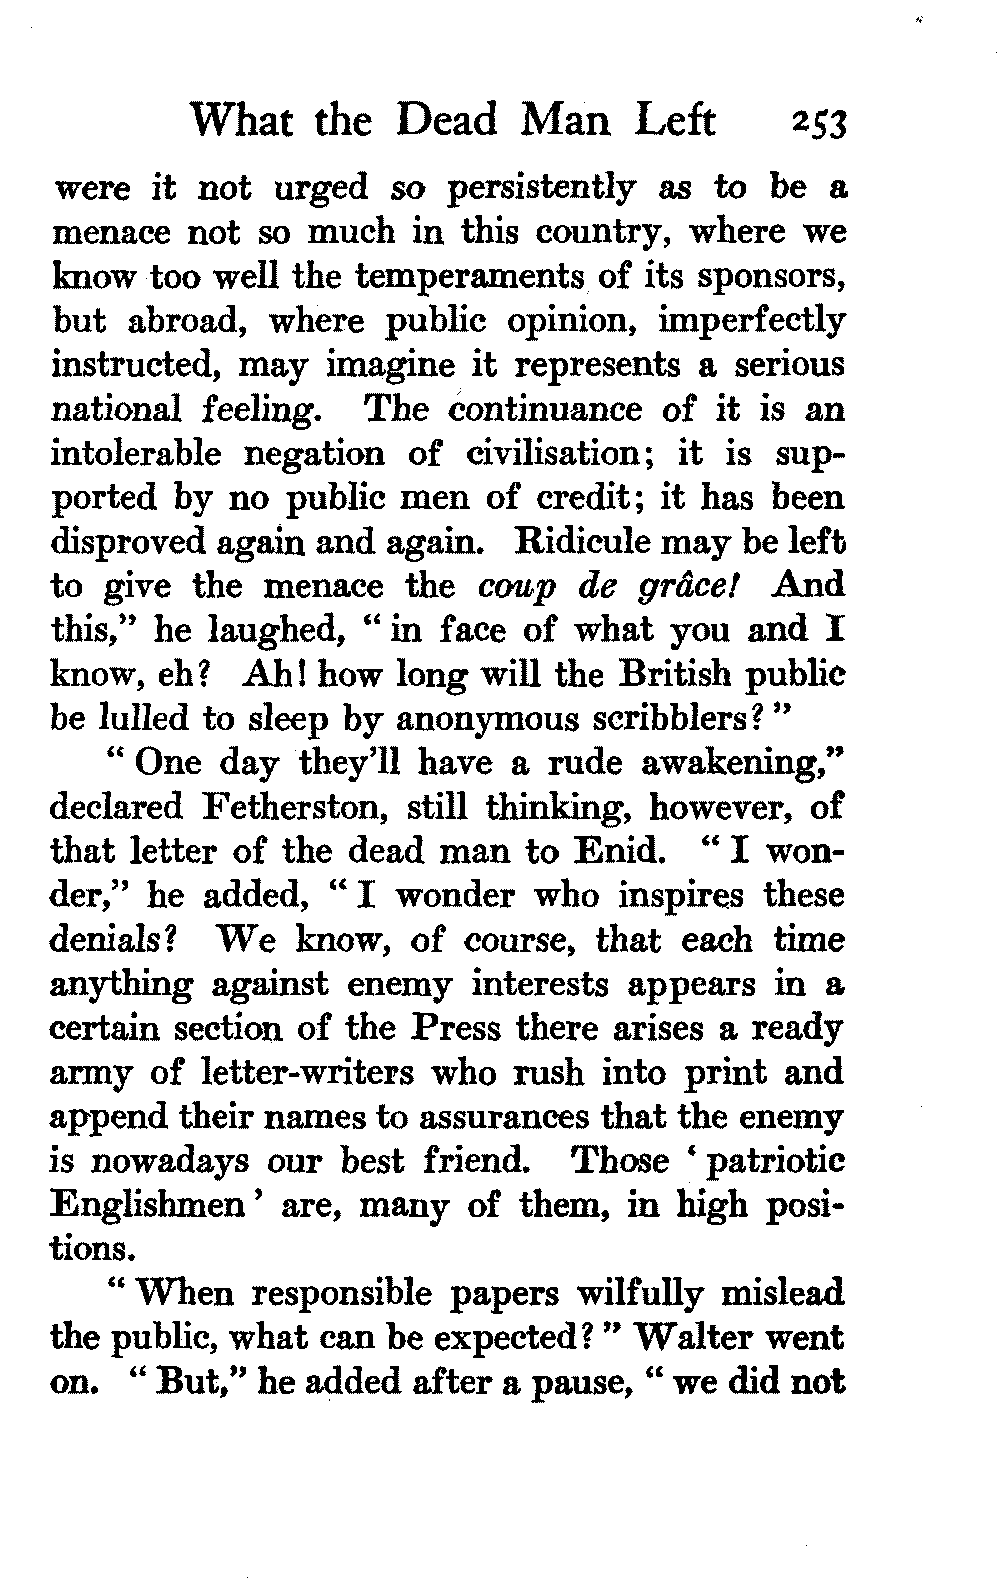 What the Dead Man Left 253
were it not urged so persistently as to be a
menace not so much in this country, where we
know too well the temperaments of its sponsors,
but abroad, where public opinion, imperfectly
instructed, may imagine it represents a serious
national feeling. The continuance of it is an
intolerable negation of civilisation; it is sup-
ported by no public men of credit; it has been
disproved again and again. Ridicule may be left
to give the menace the coup de grâce! And
this," he laughed, " in face of what you and I
know, eh? Ah! how long will the British public
be lulled to sleep by anonymous scribblers? "
" One day they'll have a rude awakening,"
declared Fetherston, still thinking, however, of
that letter of the dead man to Enid. " I won-
der," he added, " I wonder who inspires these
denials? We know, of course, that each time
anything against enemy interests appears in a
certain section of the Press there arises a ready
army of letter-writers who rush into print and
append their names to assurances that the enemy
is nowadays our best friend. Those ' patriotic
Englishmen ' are, many of them, in high posi-
tions.
" When responsible papers wilfully mislead
the public, what can be expected? " Walter went
on. " But," he added after a pause, " we did not